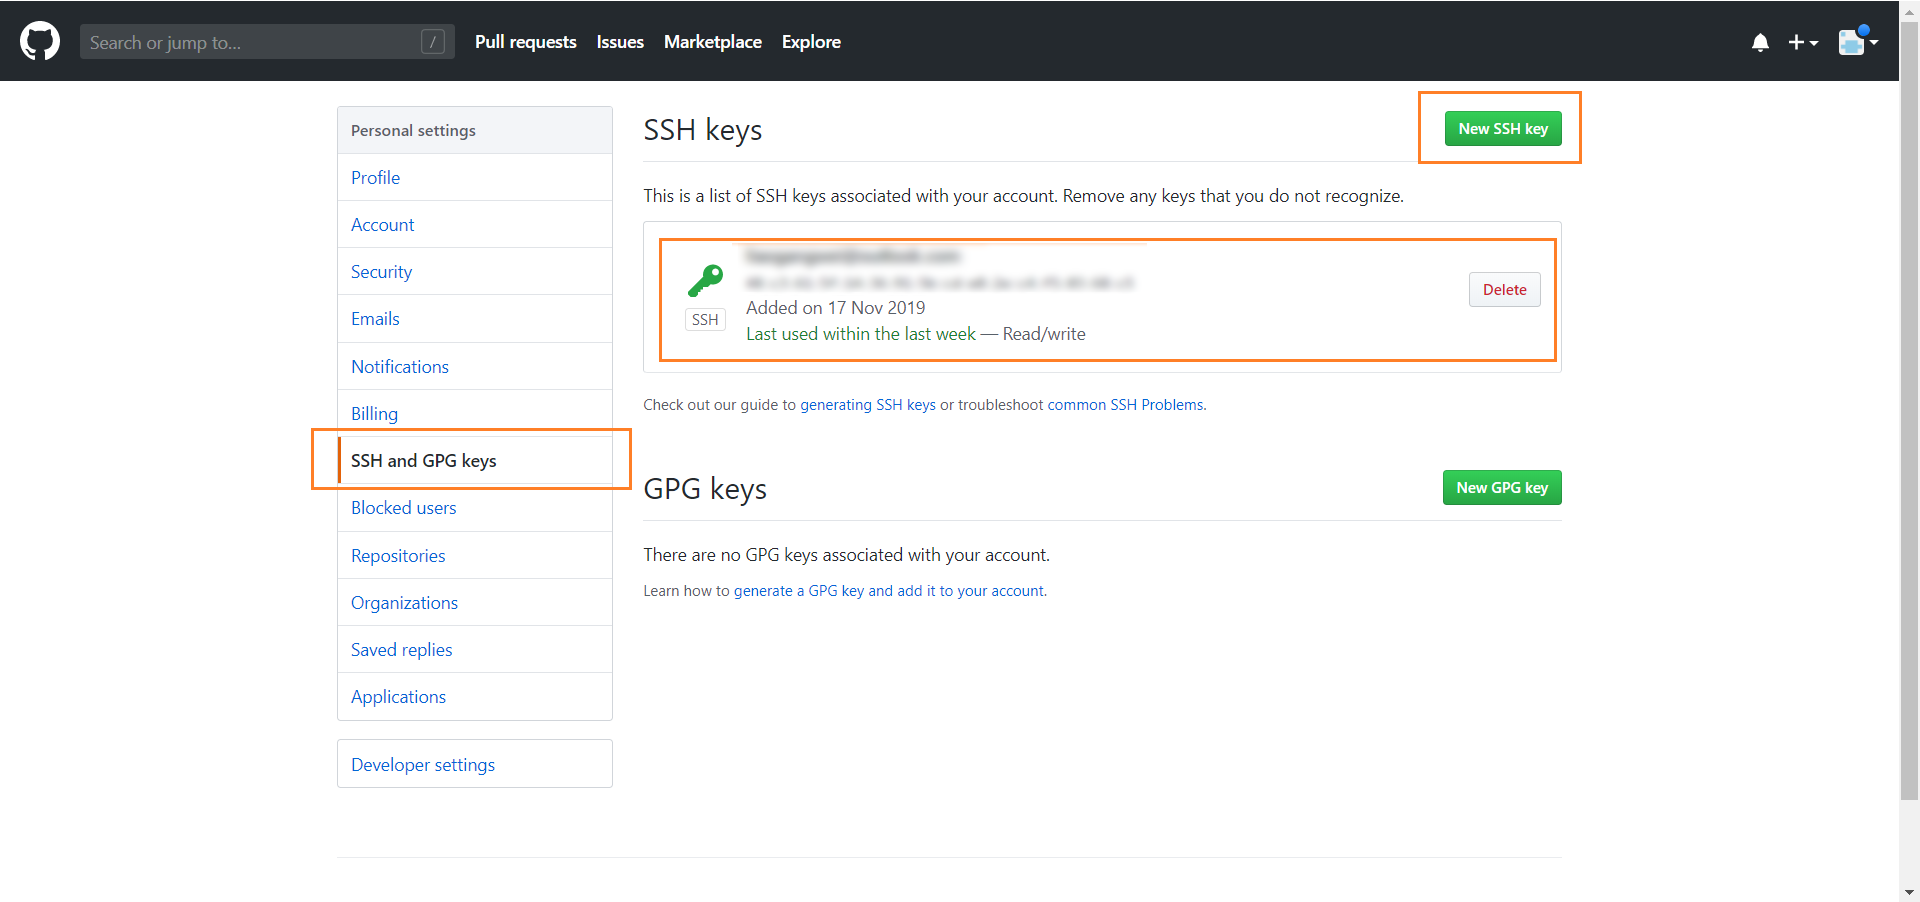 Search or jump to... /
Pull requests Issues Marketplace Explore
Personal settings
Profile
Account
Security
Emails
Notifications
Billing
SSH and GPG keys
Blocked users
Repositories
Organizations
Saved replies
Applications
Developer settings
SSH keys
New SSH key
This is a list of SSH keys associated with your account. Remove any keys that you do not recognize.
SSH
Added on 17 Nov 2019
Last used within the last week — Read/write
Delete
Check out our guide to generating SSH keys or troubleshoot common SSH Problems.
GPG keys
New GPG key
There are no GPG keys associated with your account.
Learn how to generate a GPG key and add it to your account.